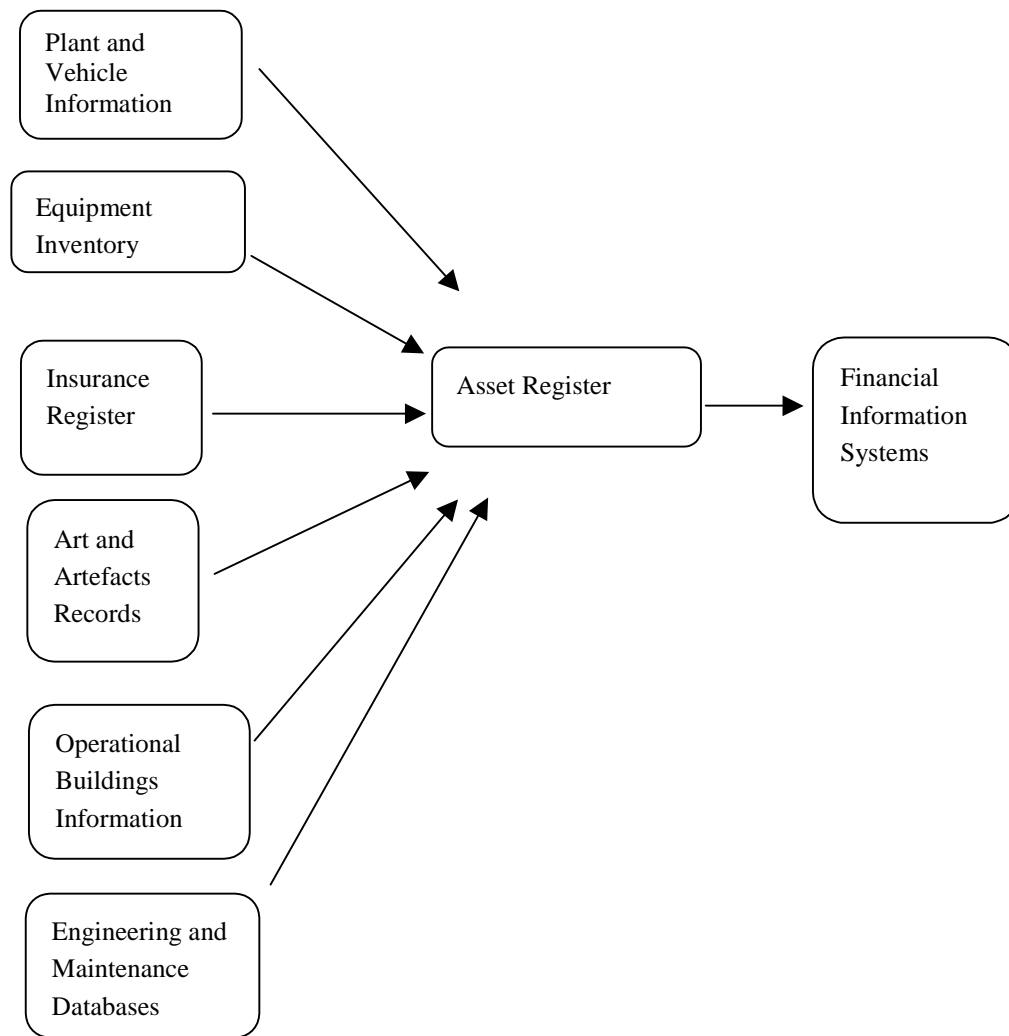 Plant and
Vehicle
Information
Equipment
Inventory
Insurance
Register
Asset Register
Financial
Information
Systems
Art and
Artefacts
Records
Operational
Buildings
Information
Engineering and
Maintenance
Databases